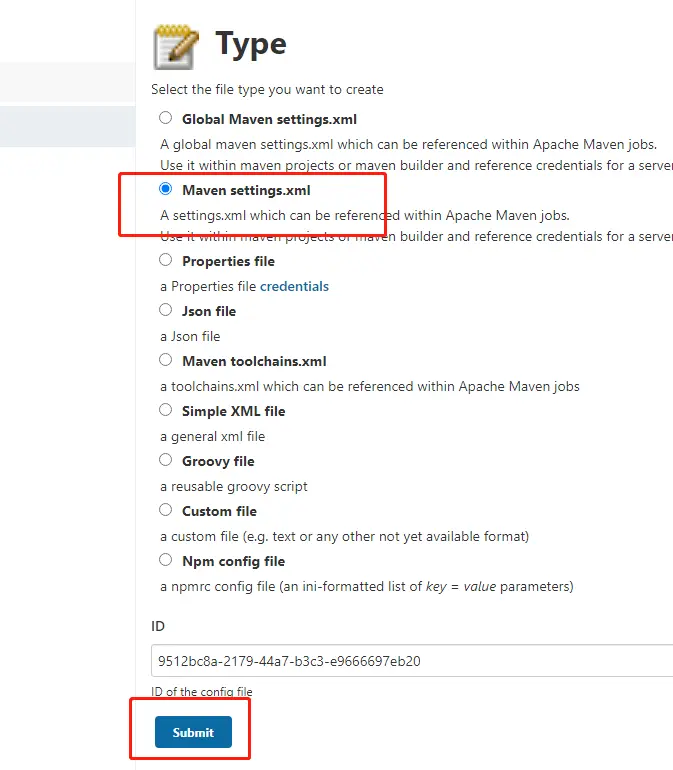 Type
Select the file type you want to create
Global Maven settings.xml
A global maven settings.xml which can be referenced within Apache Maven jobs.
Use it within maven projects or maven builder and reference credentials for a server
Maven settings.xml
A settings.xml which can be referenced within Apache Maven jobs.
Use it within maven projects or maven builder and reference credentials for a server
Properties file
a Properties file credentials
Json file
a Json file
Maven toolchains.xml
a toolchains.xml which can be referenced within Apache Maven jobs
Simple XML file
a general xml file
Groovy file
a reusable groovy script
Custom file
a custom file (e.g. text or any other not yet available format)
Npm config file
a npmrc config file (an ini-formatted list of key = value parameters)
ID
9512bc8a-2179-44a7-b3c3-e9666697eb20
ID of the config file
Submit